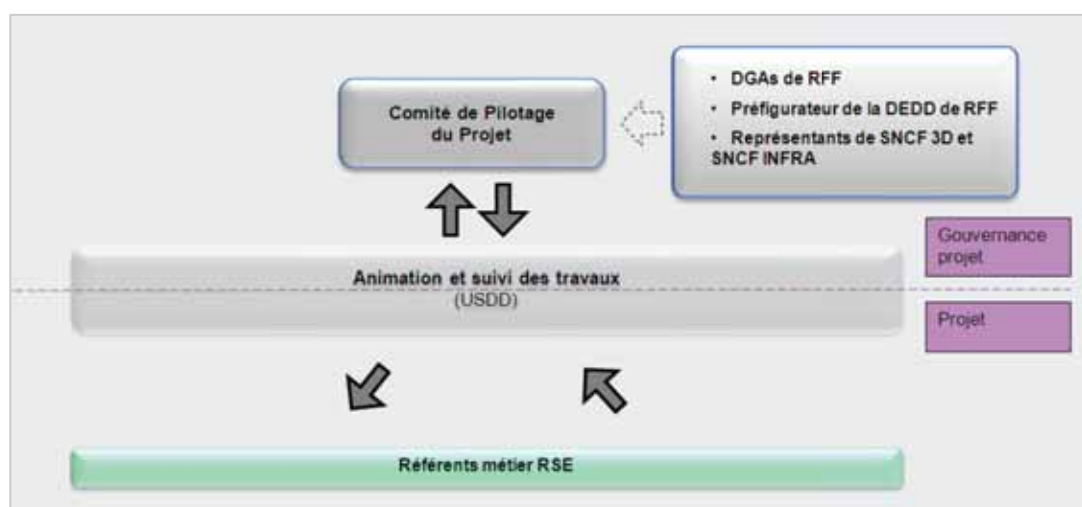 Comité de Pilotage
du Projet
• DGAs de RFF
• Préfigurateur de la DEDD de RFF
• Représentants de SNCF 3D et
SNCF INFRA
Gouvernance
projet
Animation et suivi des travaux
(USDD)
Projet
Référents métier RSE